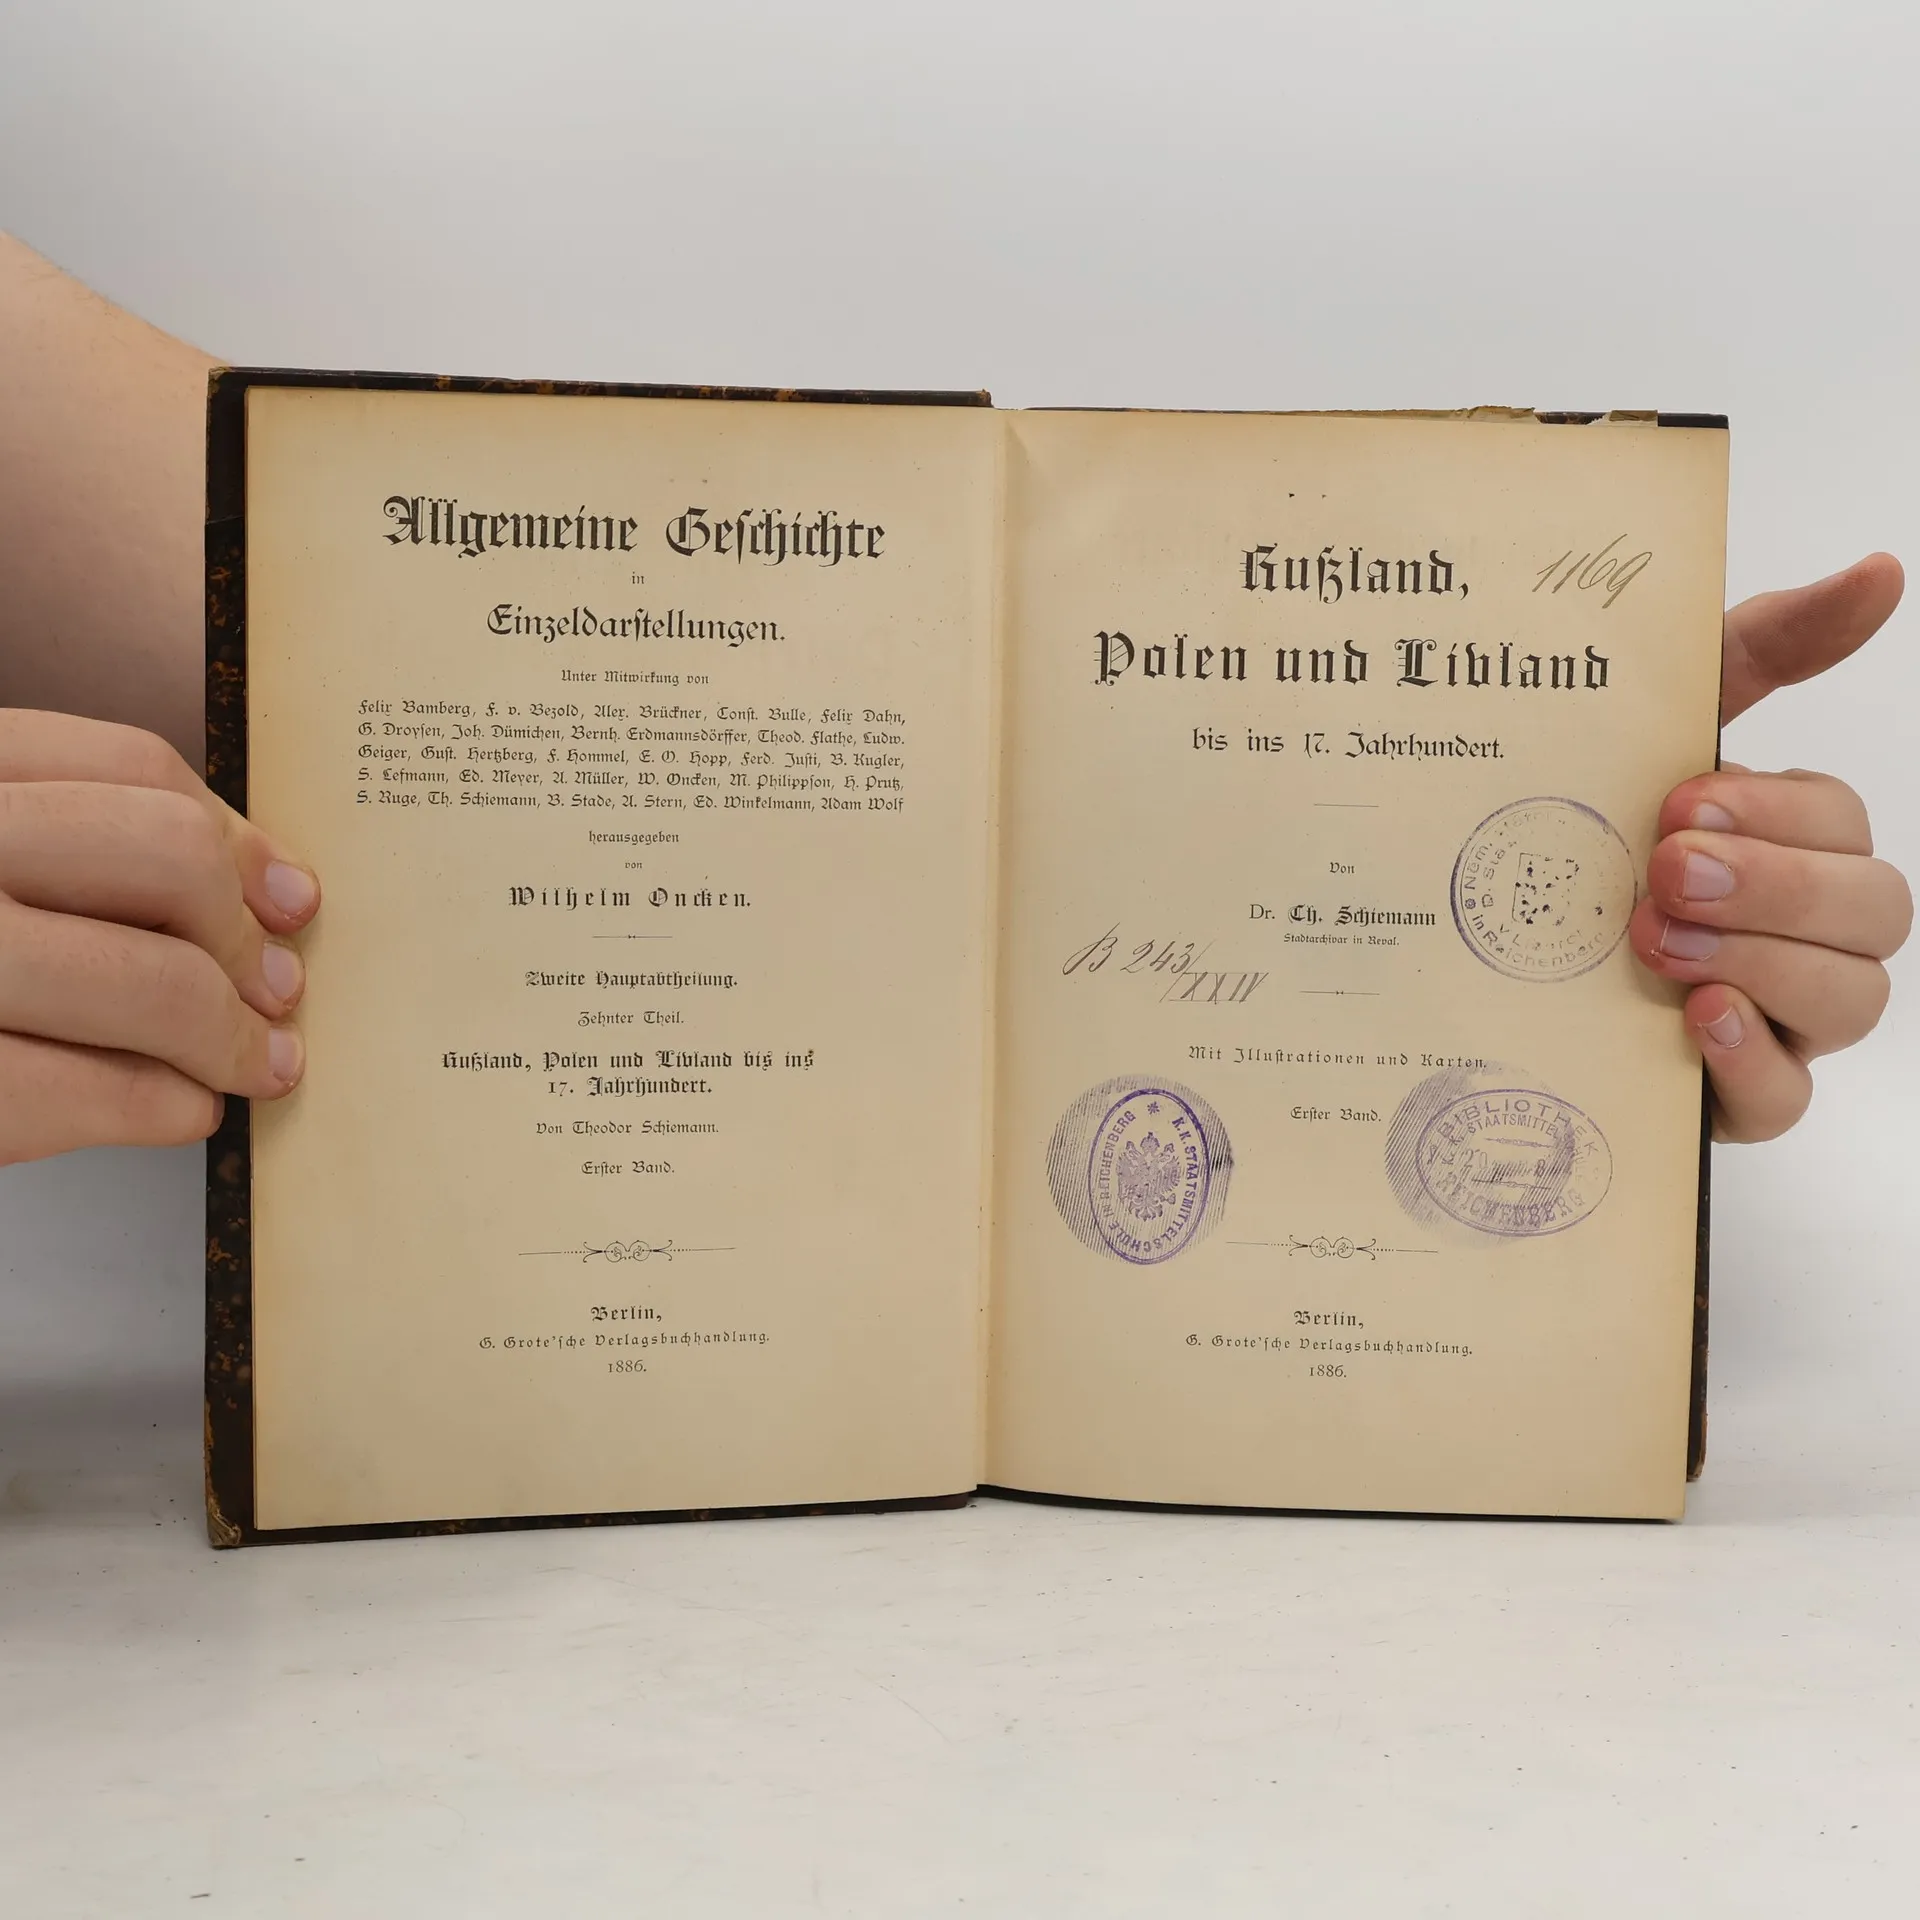 Allgemeine Geschichte
in
Einzeldarstellungen.
Unter Mitwirkung von
Felix Bamberg, F. v. Bezold, Alex. Brückner, Const. Bulle, Felix Dahn,
G. Droysen, Joh. Dümichen, Bernh. Erdmannsdörffer, Theod. Flathe, Ludw.
Geiger, Gust. Hertzberg, F. Hommel, E. O. Hopp, Ferd. Justi, B. Kugler,
S. Lefmann, Ed. Meyer, A. Müller, W. Oncken, M. Philippson, H. Prutz,
S. Ruge, Th. Schiemann, B. Stade, A. Stern, Ed. Winkelmann, Adam Wolf
herausgegeben
von
Wilhelm Oncken.
Zweite Hauptabtheilung.
Zehnter Theil.
Rußland, Polen und Livland bis ins
17. Jahrhundert.
Von Theodor Schiemann.
Erster Band.
Berlin,
G. Grote'sche Verlagsbuchhandlung.
1886.
Rußland,
1169
Polen und Livland
bis ins 17. Jahrhundert.
Von
Dr. Th. Schiemann
Stadtarchivar in Reval.
in Reichenberg
B 243/XXIV
Mit Illustrationen und Karten.
Erster Band.
K. K. STAATSMITTELSCHULE IN REICHENBERG
BIBLIOTHEK
K. K. STAATSMITTELSCHULE
REICHENBERG
Berlin,
G. Grote'sche Verlagsbuchhandlung.
1886.